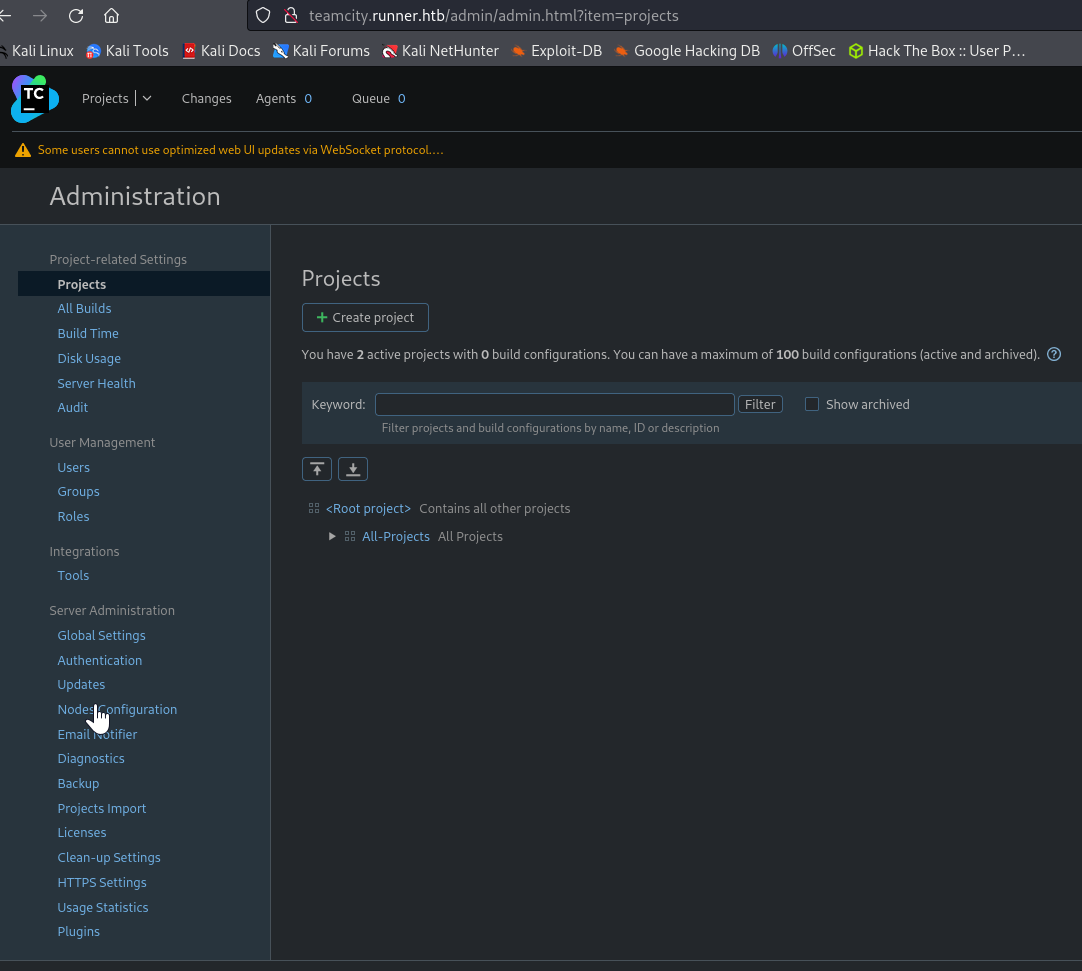 teamcity.runner.htb/admin/admin.html?item=projects
Kali Linux Kali Tools Kali Docs Kali Forums Kali NetHunter Exploit-DB Google Hacking DB OffSec Hack The Box :: User P…
TC Projects Changes Agents 0 Queue 0
Some users cannot use optimized web UI updates via WebSocket protocol....
Administration
Project-related Settings
Projects
All Builds
Build Time
Disk Usage
Server Health
Audit
User Management
Users
Groups
Roles
Integrations
Tools
Server Administration
Global Settings
Authentication
Updates
Nodes Configuration
Email Notifier
Diagnostics
Backup
Projects Import
Licenses
Clean-up Settings
HTTPS Settings
Usage Statistics
Plugins
Projects
+ Create project
You have 2 active projects with 0 build configurations. You can have a maximum of 100 build configurations (active and archived). ?
Keyword: Filter Show archived
Filter projects and build configurations by name, ID or description
<Root project> Contains all other projects
All-Projects All Projects